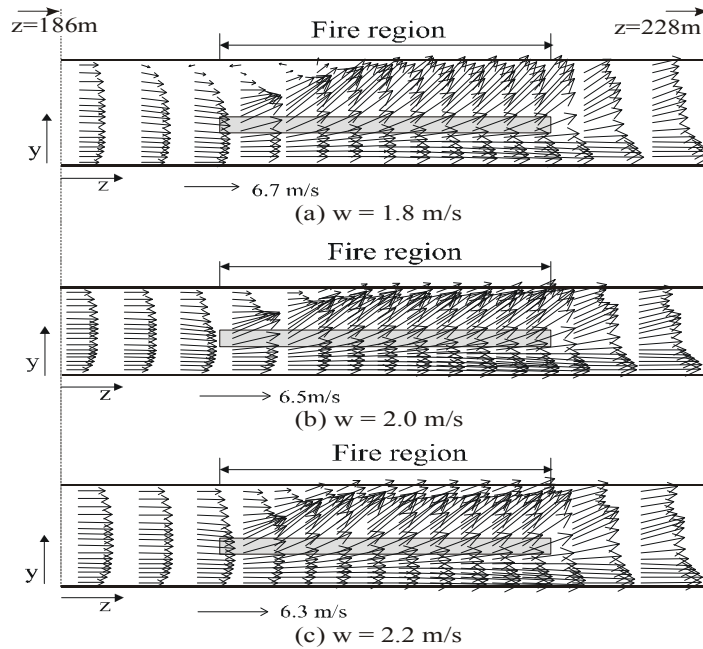 z=186m
z=228m
Fire region
y
z
6.7 m/s
(a) w = 1.8 m/s
Fire region
y
z
6.5m/s
(b) w = 2.0 m/s
Fire region
y
z
6.3 m/s
(c) w = 2.2 m/s